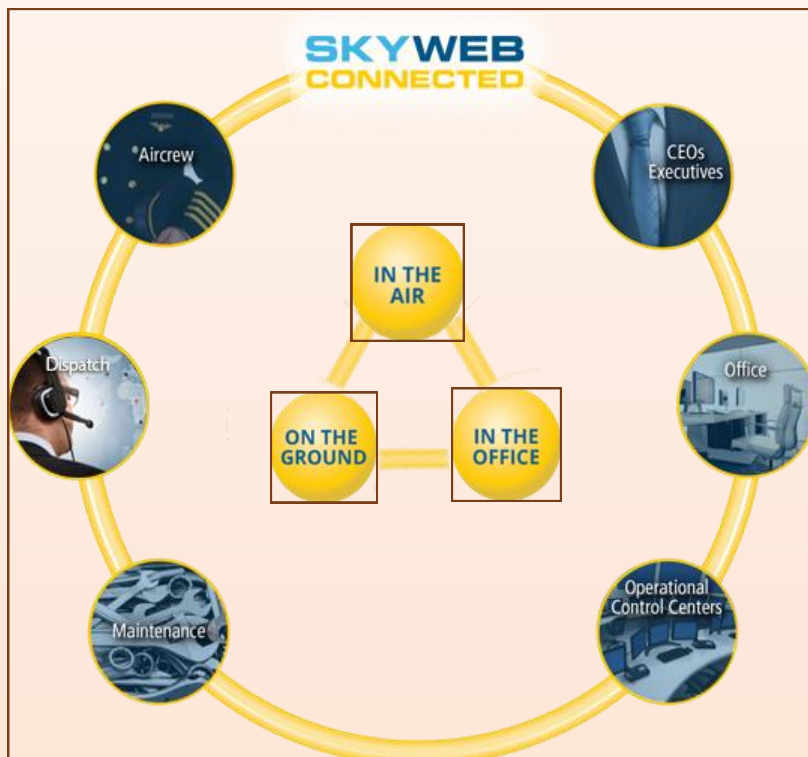 SKYWEB
CONNECTED
Aircrew
CEOs
Executives
IN THE
AIR
Dispatch
Office
ON THE
GROUND
IN THE
OFFICE
Maintenance
Operational
Control Centers